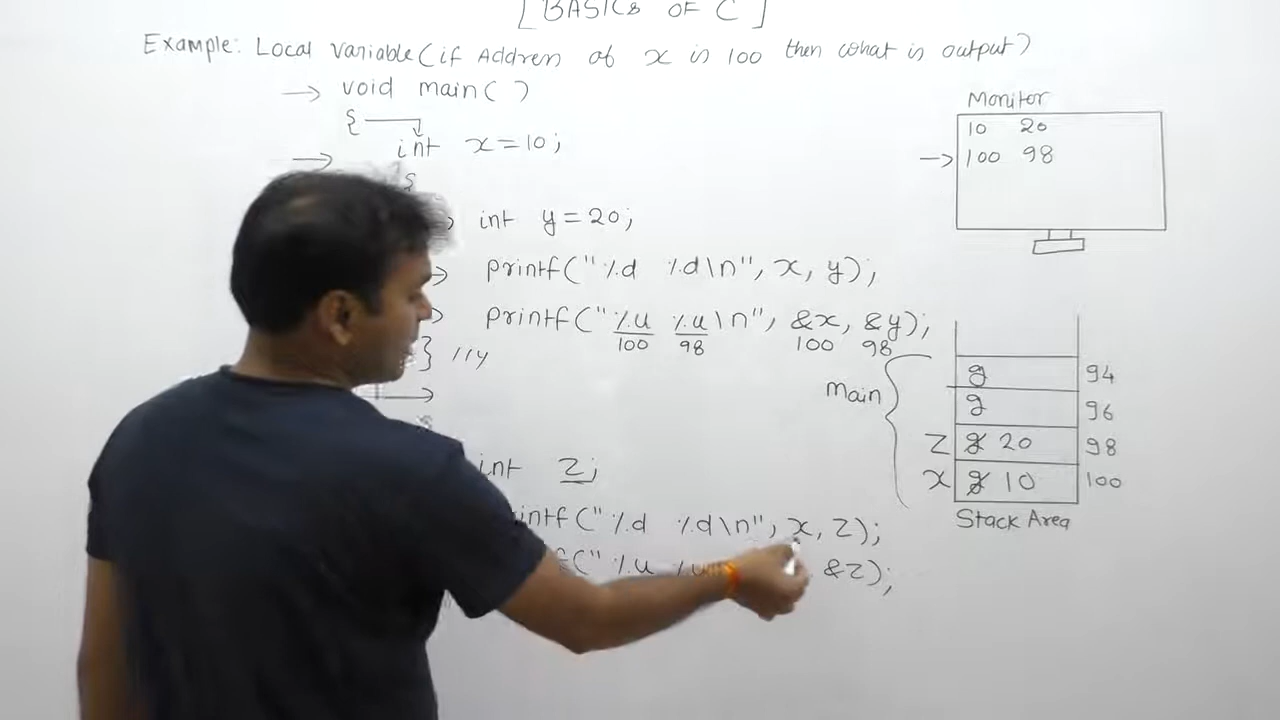 [ BASICS OF C ]
Example: Local variable (if Address of x is 100 then what is output)
void main( )
{
int x = 10;
int y = 20;
printf("%d %d\n", x, y);
printf("%u %u\n", &x, &y);
100 98 100 98
} //y
int z;
intf("%d %d\n", x, z);
f("%u %u &z);
Monitor
10 20
100 98
Main
g 94
g 96
z g 20 98
x g 10 100
Stack Area